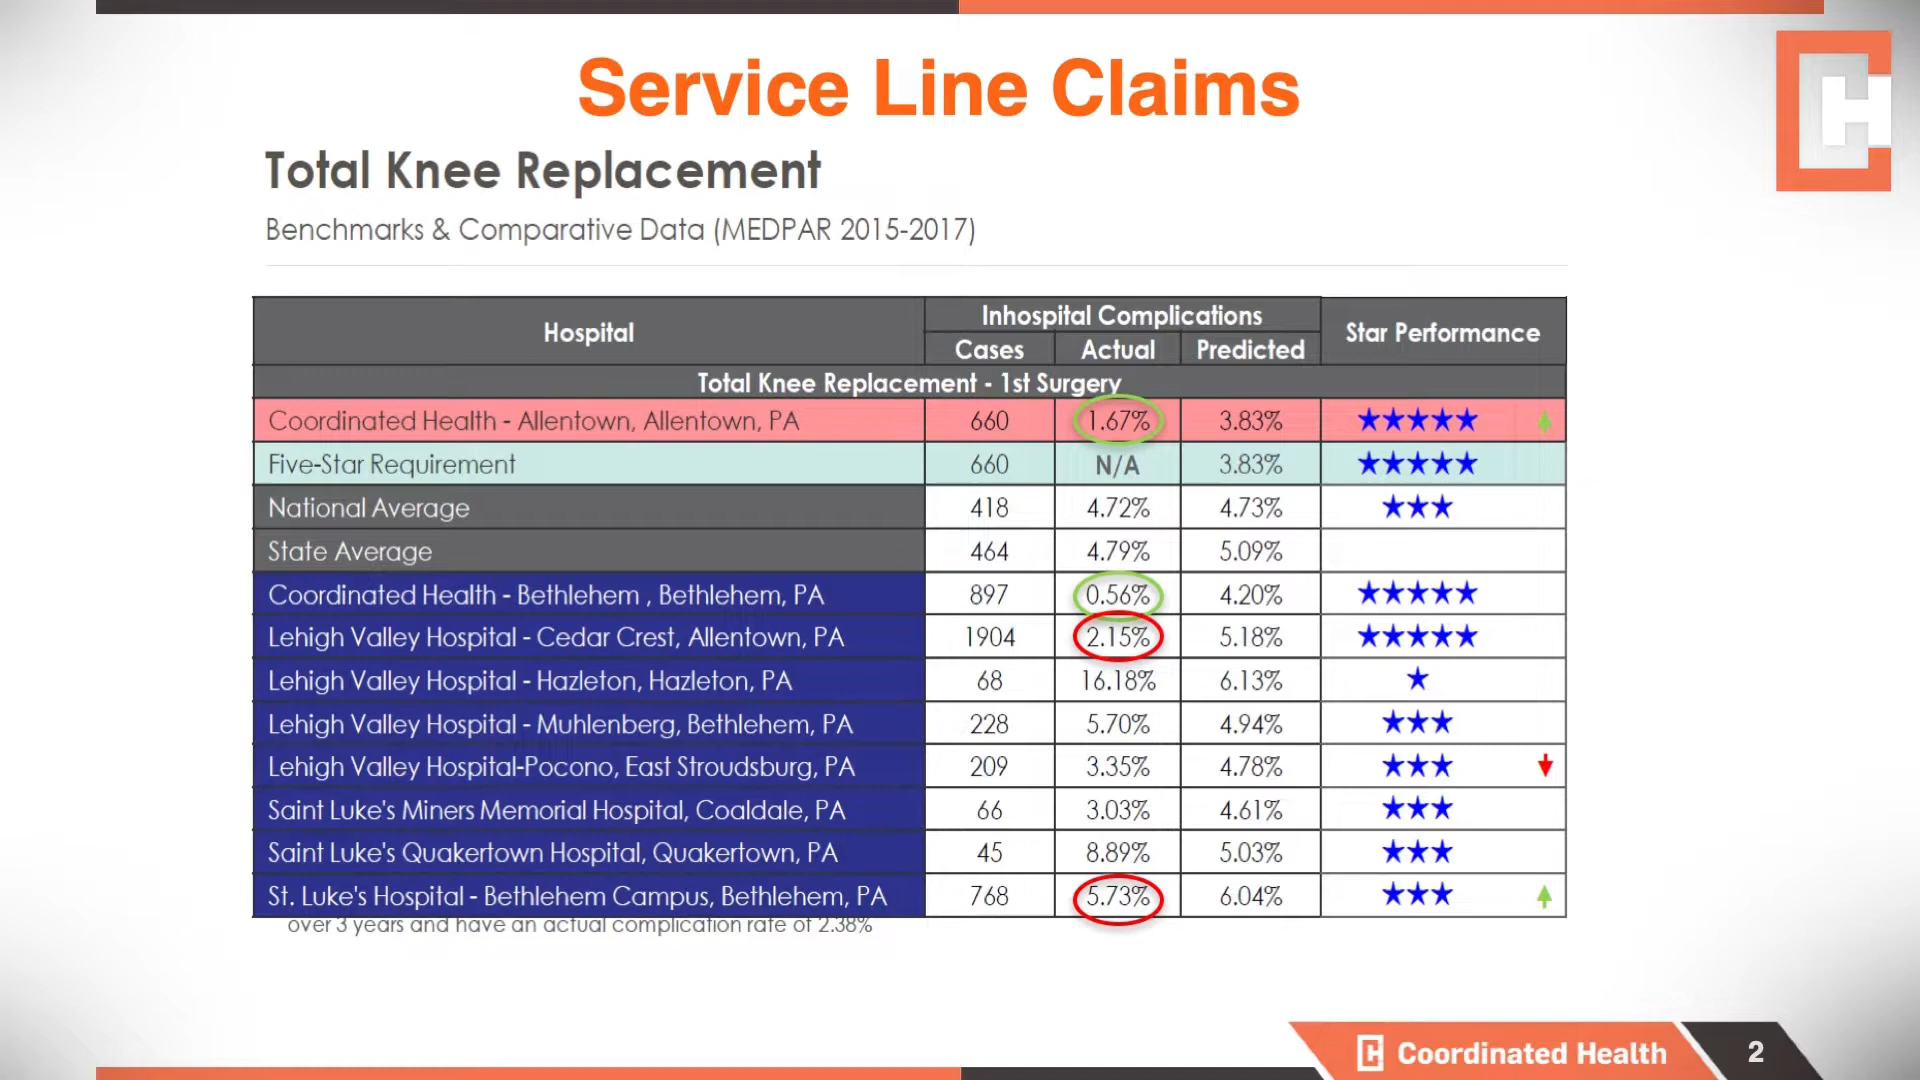 Service Line Claims
CH
Total Knee Replacement
Benchmarks & Comparative Data (MEDPAR 2015-2017)
Hospital Inhospital Complications Star Performance
Cases Actual Predicted
Total Knee Replacement - 1st Surgery
Coordinated Health - Allentown, Allentown, PA 660 1.67% 3.83% ★★★★★
Five-Star Requirement 660 N/A 3.83% ★★★★★
National Average 418 4.72% 4.73% ★★★
State Average 464 4.79% 5.09%
Coordinated Health - Bethlehem , Bethlehem, PA 897 0.56% 4.20% ★★★★★
Lehigh Valley Hospital - Cedar Crest, Allentown, PA 1904 2.15% 5.18% ★★★★★
Lehigh Valley Hospital - Hazleton, Hazleton, PA 68 16.18% 6.13% ★
Lehigh Valley Hospital - Muhlenberg, Bethlehem, PA 228 5.70% 4.94% ★★★
Lehigh Valley Hospital-Pocono, East Stroudsburg, PA 209 3.35% 4.78% ★★★
Saint Luke's Miners Memorial Hospital, Coaldale, PA 66 3.03% 4.61% ★★★
Saint Luke's Quakertown Hospital, Quakertown, PA 45 8.89% 5.03% ★★★
St. Luke's Hospital - Bethlehem Campus, Bethlehem, PA 768 5.73% 6.04% ★★★
over 3 years and have an actual complication rate of 2.38%
CH Coordinated Health 2